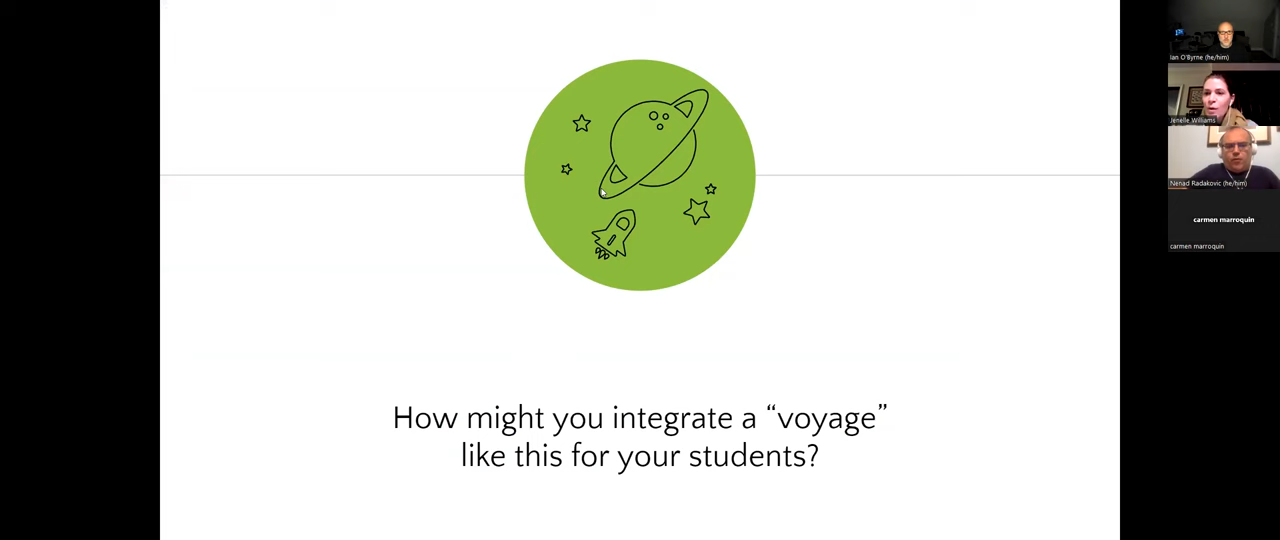 How might you integrate a “voyage”
like this for your students?
Ian O'Byrne (he/him)
Jenelle Williams
Nenad Radakovic (he/him)
carmen marroquin
carmen marroquin